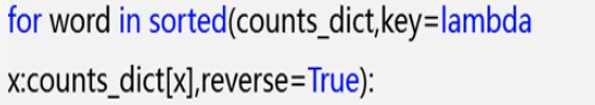 for word in sorted(counts_dict,key=lambda
x:counts_dict[x],reverse=True):